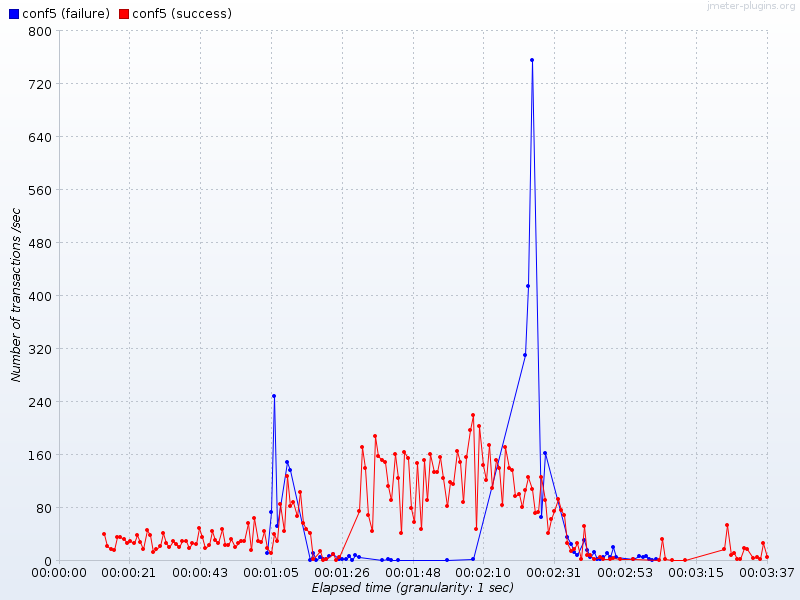 jmeter-plugins.org
conf5 (failure) conf5 (success)
800
720
640
560
480
400
320
240
160
80
0
Number of transactions /sec
00:00:00 00:00:21 00:00:43 00:01:05 00:01:26 00:01:48 00:02:10 00:02:31 00:02:53 00:03:15 00:03:37
Elapsed time (granularity: 1 sec)